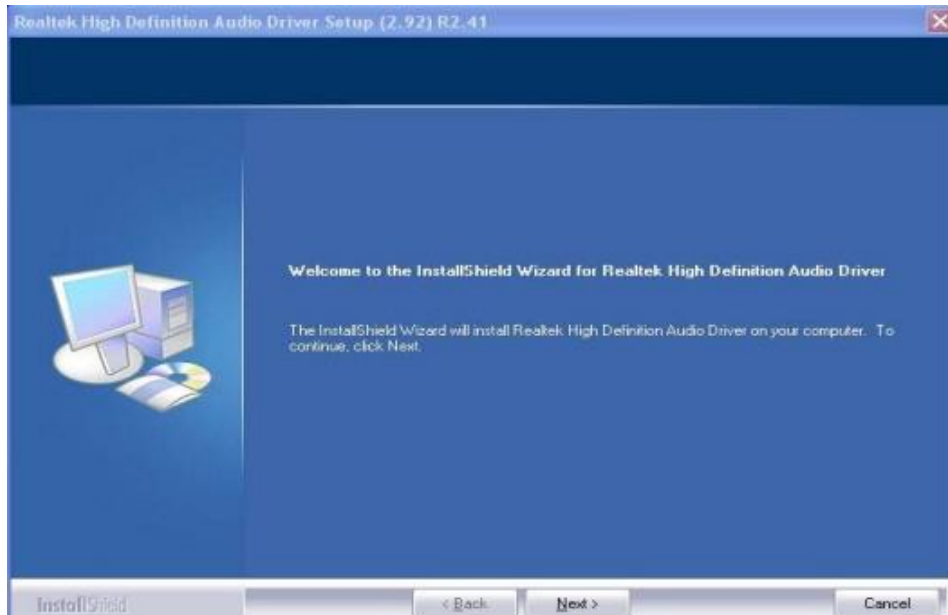 Realtek High Definition Audio Driver Setup (2.92) R2.41
Welcome to the InstallShield Wizard for Realtek High Definition Audio Driver
The InstallShield Wizard will install Realtek High Definition Audio Driver on your computer. To
continue, click Next.
InstallShield
< Back
Next >
Cancel